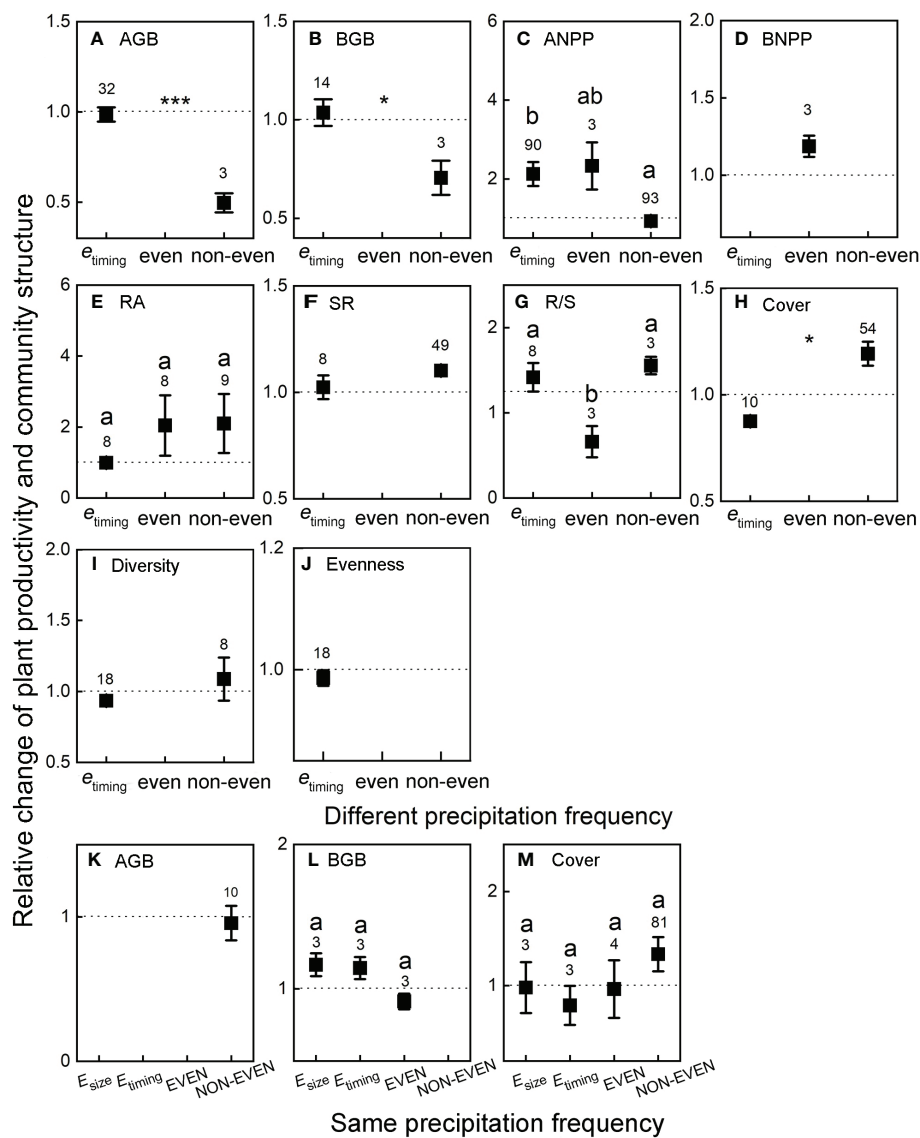 Relative change of plant productivity and community structure
A AGB
1.5
1.0
0.5
32
***
3
e timing even non-even
B BGB
1.5
1.0
0.5
14
*
3
e timing even non-even
C ANPP
6
4
2
b
90
ab
3
a
93
e timing even non-even
D BNPP
2.0
1.5
1.0
3
e timing even non-even
E RA
6
4
2
0
a
8
a
8
a
9
e timing even non-even
F SR
1.5
1.0
0.5
8
49
e timing even non-even
G R/S
2
1
0
a
8
b
3
a
3
e timing even non-even
H Cover
1.5
1.0
0.5
10
*
54
e timing even non-even
I Diversity
2.0
1.5
1.0
0.5
18
8
e timing even non-even
J Evenness
1.2
1.0
18
e timing even non-even
Different precipitation frequency
K AGB
1
0
10
E size E timing EVEN NON-EVEN
L BGB
2
1
a
3
a
3
a
3
E size E timing EVEN NON-EVEN
M Cover
2
1
a
3
a
3
a
4
a
81
E size E timing EVEN NON-EVEN
Same precipitation frequency